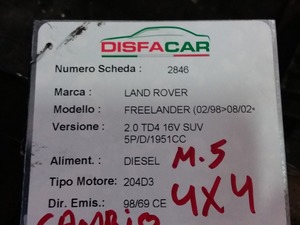 DISFACAR
Numero Scheda : 2846
Marca : LAND ROVER
Modello : FREELANDER (02/98>08/02<
Versione : 2.0 TD4 16V SUV
5P/D/1951CC
Aliment. : DIESEL M.5
Tipo Motore: 204D3 4X4
Dir. Emis.: 98/69 CE
CAMBIO